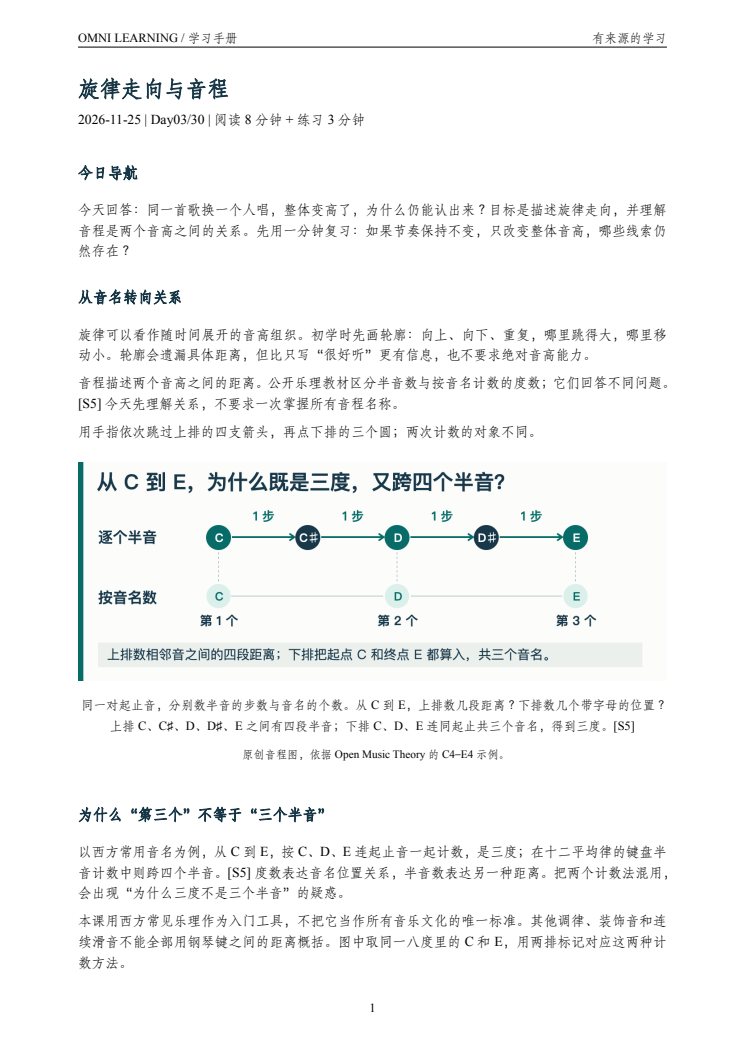 OMNI LEARNING / 学习手册
有来源的学习
旋律走向与音程
2026-11-25 | Day03/30 | 阅读 8 分钟 + 练习 3 分钟
今日导航
今天回答：同一首歌换一个人唱，整体变高了，为什么仍能认出来？目标是描述旋律走向，并理解
音程是两个音高之间的关系。先用一分钟复习：如果节奏保持不变，只改变整体音高，哪些线索仍
然存在？
从音名转向关系
旋律可以看作随时间展开的音高组织。初学时先画轮廓：向上、向下、重复，哪里跳得大，哪里移
动小。轮廓会遗漏具体距离，但比只写“很好听”更有信息，也不要求绝对音高能力。
音程描述两个音高之间的距离。公开乐理教材区分半音数与按音名计数的度数；它们回答不同问题。
[S5] 今天先理解关系，不要求一次掌握所有音程名称。
用手指依次跳过上排的四支箭头，再点下排的三个圆；两次计数的对象不同。
从 C 到 E，为什么既是三度，又跨四个半音？
1 步 1 步 1 步 1 步
逐个半音 C C♯ D D♯ E
按音名数 C D E
第 1 个 第 2 个 第 3 个
上排数相邻音之间的四段距离；下排把起点 C 和终点 E 都算入，共三个音名。
同一对起止音，分别数半音的步数与音名的个数。从 C 到 E，上排数几段距离？下排数几个带字母的位置？
上排 C、C♯、D、D♯、E 之间有四段半音；下排 C、D、E 连同起止共三个音名，得到三度。[S5]
原创音程图，依据 Open Music Theory 的 C4–E4 示例。
为什么“第三个”不等于“三个半音”
以西方常用音名为例，从 C 到 E，按 C、D、E 连起止音一起计数，是三度；在十二平均律的键盘半
音计数中则跨四个半音。[S5] 度数表达音名位置关系，半音数表达另一种距离。把两个计数法混用，
会出现“为什么三度不是三个半音”的疑惑。
本课用西方常见乐理作为入门工具，不把它当作所有音乐文化的唯一标准。其他调律、装饰音和连
续滑音不能全部用钢琴键之间的距离概括。图中取同一八度里的 C 和 E，用两排标记对应这两种计
数方法。
1